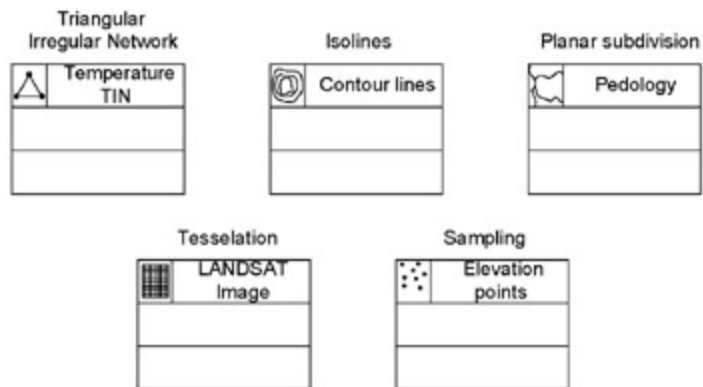 Triangular
Irregular Network
Isolines
Planar subdivision
Temperature
TIN
Contour lines
Pedology
Tesselation
Sampling
LANDSAT
Image
Elevation
points